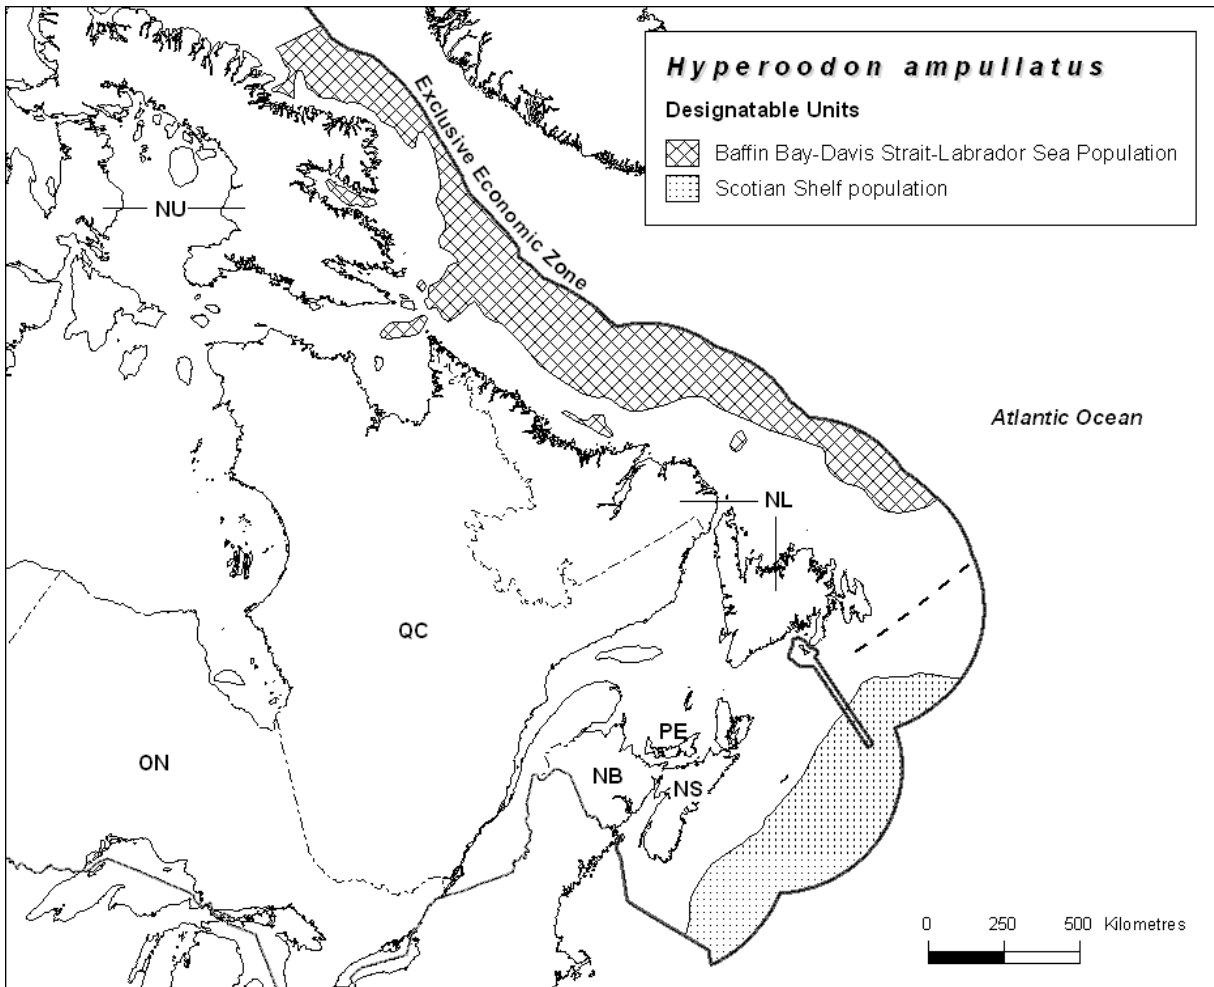 Hyperoodon ampullatus
Designatable Units
Baffin Bay-Davis Strait-Labrador Sea Population
Scotian Shelf population
Exclusive Economic Zone
NU
Atlantic Ocean
NL
QC
PE
ON
NB
NS
0 250 500 Kilometres